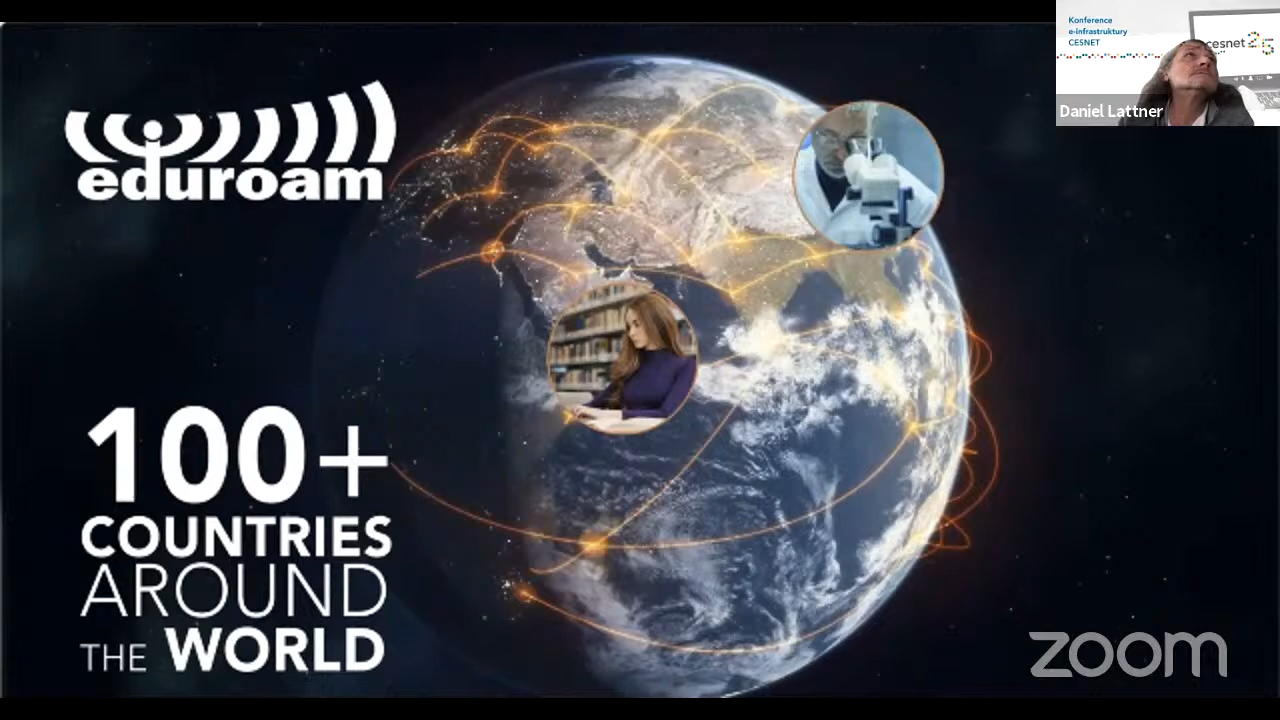 eduroam
100+
COUNTRIES
AROUND
THE WORLD
Konference
e-infrastruktury
CESNET
cesnet
Daniel Lattner
zoom